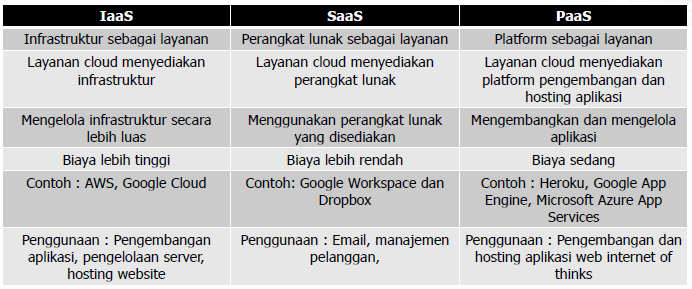 IaaS
SaaS
PaaS
Infrastruktur sebagai layanan
Perangkat lunak sebagai layanan
Platform sebagai layanan
Layanan cloud menyediakan
infrastruktur
Layanan cloud menyediakan
perangkat lunak
Layanan cloud menyediakan
platform pengembangan dan
hosting aplikasi
Mengelola infrastruktur secara
lebih luas
Menggunakan perangkat lunak
yang disediakan
Mengembangkan dan mengelola
aplikasi
Biaya lebih tinggi
Biaya lebih rendah
Biaya sedang
Contoh : AWS, Google Cloud
Contoh: Google Workspace dan
Dropbox
Contoh : Heroku, Google App
Engine, Microsoft Azure App
Services
Penggunaan : Pengembangan
aplikasi, pengelolaan server,
hosting website
Penggunaan : Email, manajemen
pelanggan,
Penggunaan : Pengembangan dan
hosting aplikasi web internet of
thinks